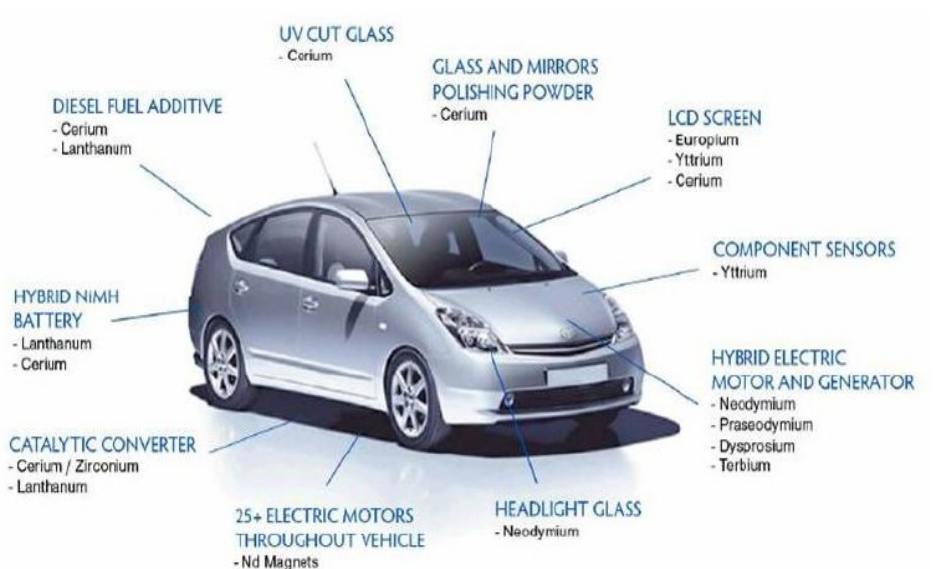 UV CUT GLASS
- Cerium
GLASS AND MIRRORS
POLISHING POWDER
- Cerium
DIESEL FUEL ADDITIVE
- Cerium
- Lanthanum
LCD SCREEN
- Europium
- Yttrium
- Cerium
COMPONENT SENSORS
- Yttrium
HYBRID NiMH
BATTERY
- Lanthanum
- Cerium
HYBRID ELECTRIC
MOTOR AND GENERATOR
- Neodymium
- Praseodymium
- Dysprosium
- Terbium
CATALYTIC CONVERTER
- Cerium / Zirconium
- Lanthanum
25+ ELECTRIC MOTORS
THROUGHOUT VEHICLE
- Nd Magnets
HEADLIGHT GLASS
- Neodymium